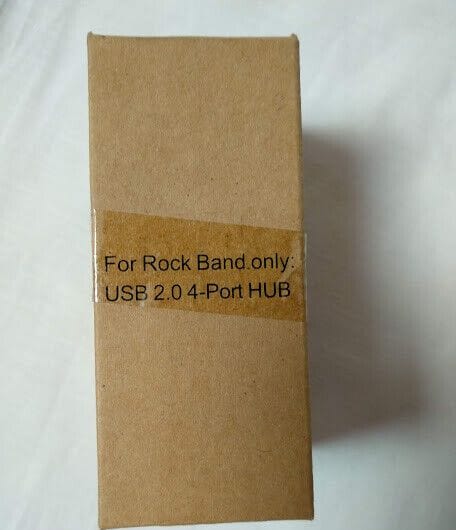 For Rock Band.only:
USB 2.0 4-Port HUB